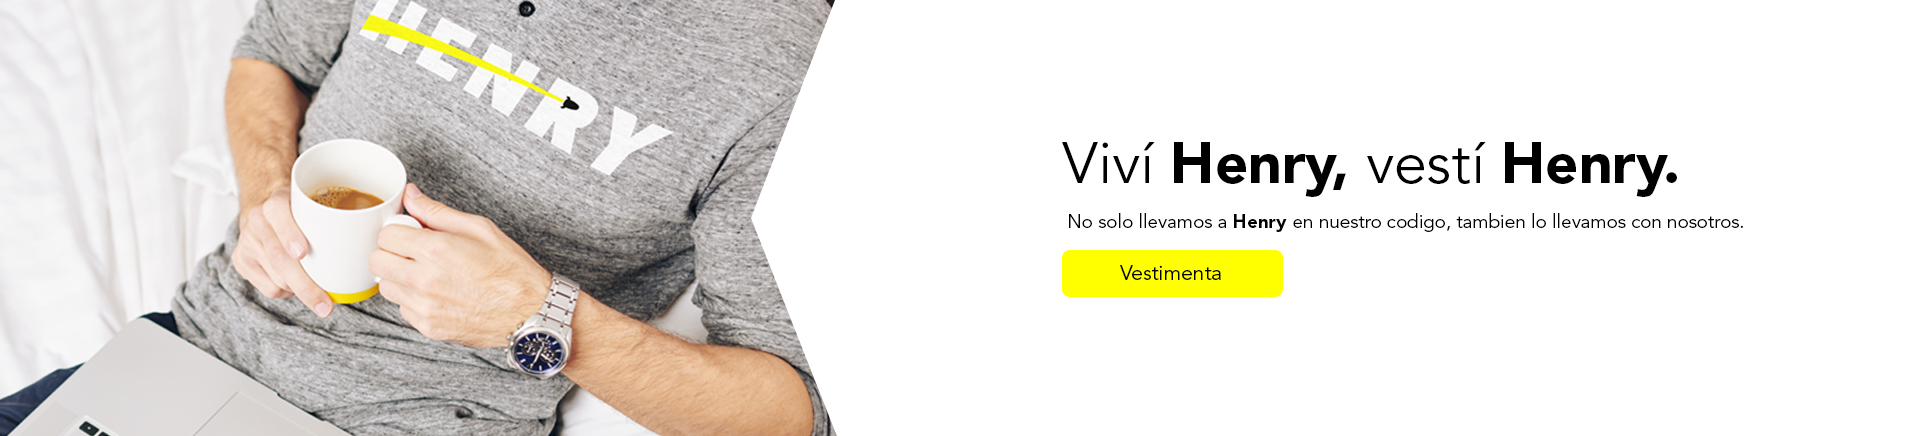 HENRY
Viví Henry, vestí Henry.
No solo llevamos a Henry en nuestro codigo, tambien lo llevamos con nosotros.
Vestimenta